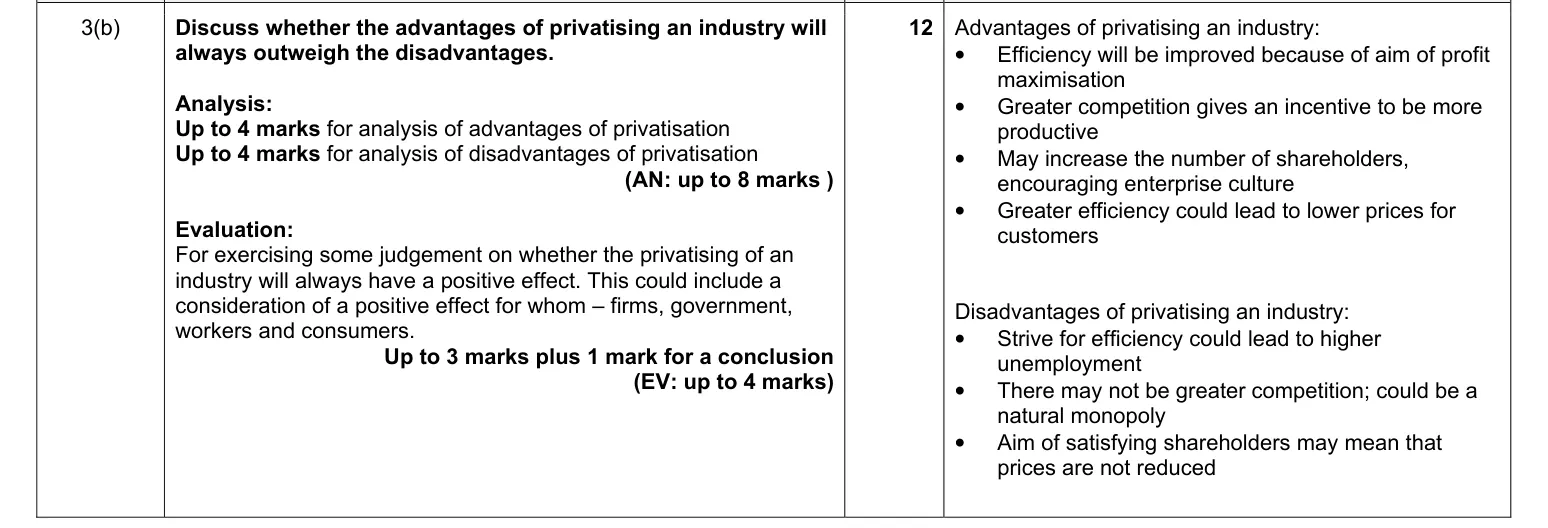 3(b)
Discuss whether the advantages of privatising an industry will
always outweigh the disadvantages.
Analysis:
Up to 4 marks for analysis of advantages of privatisation
Up to 4 marks for analysis of disadvantages of privatisation
(AN: up to 8 marks )
Evaluation:
For exercising some judgement on whether the privatising of an
industry will always have a positive effect. This could include a
consideration of a positive effect for whom – firms, government,
workers and consumers.
Up to 3 marks plus 1 mark for a conclusion
(EV: up to 4 marks)
12
Advantages of privatising an industry:
• Efficiency will be improved because of aim of profit
maximisation
• Greater competition gives an incentive to be more
productive
• May increase the number of shareholders,
encouraging enterprise culture
• Greater efficiency could lead to lower prices for
customers
Disadvantages of privatising an industry:
• Strive for efficiency could lead to higher
unemployment
• There may not be greater competition; could be a
natural monopoly
• Aim of satisfying shareholders may mean that
prices are not reduced